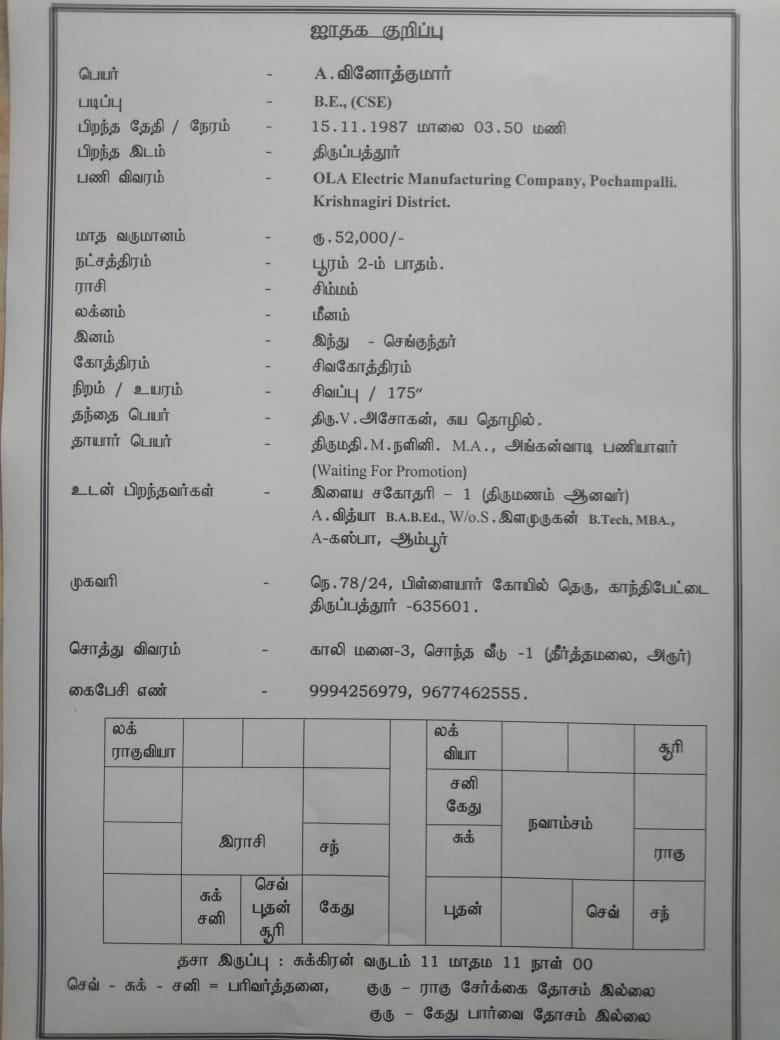 ஜாதக குறிப்பு
பெயர் - A.வினோத்குமார்
படிப்பு - B.E., (CSE)
பிறந்த தேதி / நேரம் - 15.11.1987 மாலை 03.50 மணி
பிறந்த இடம் - திருப்பத்தூர்
பணி விவரம் - OLA Electric Manufacturing Company, Pochampalli.
Krishnagiri District.
மாத வருமானம் - ரூ.52,000/-
நட்சத்திரம் - பூரம் 2-ம் பாதம்.
ராசி - சிம்மம்
லக்னம் - மீனம்
இனம் - இந்து - செங்குந்தர்
கோத்திரம் - சிவகோத்திரம்
நிறம் / உயரம் - சிவப்பு / 175”
தந்தை பெயர் - திரு.V.அசோகன், சுய தொழில்.
தாயார் பெயர் - திருமதி.M.நளினி. M.A., அங்கன்வாடி பணியாளர்
(Waiting For Promotion)
உடன் பிறந்தவர்கள் - இளைய சகோதரி – 1 (திருமணம் ஆனவர்)
A.வித்யா B.A.B.Ed., W/o.S.இளமுருகன் B.Tech, MBA.,
A-கஸ்பா, ஆம்பூர்
முகவரி - நெ.78/24, பிள்ளையார் கோயில் தெரு, காந்திபேட்டை
திருப்பத்தூர் -635601.
சொத்து விவரம் - காலி மனை-3, சொந்த வீடு -1 (தீர்த்தமலை, அரூர்)
கைபேசி எண் - 9994256979, 9677462555.
லக் லக் சூரி
ராகுவியா வியா
சனி
கேது
இராசி சந் சுக் நவாம்சம் ராகு
சுக் செவ் கேது புதன் செவ் சந்
சனி புதன்
சூரி
தசா இருப்பு : சுக்கிரன் வருடம் 11 மாதம 11 நாள் 00
செவ் - சுக் - சனி = பரிவர்த்தனை, குரு – ராகு சேர்க்கை தோசம் இல்லை
குரு – கேது பார்வை தோசம் இல்லை